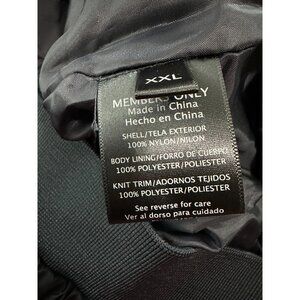 XXL
MEMBERS ONLY
Made in China
Hecho en China
SHELL/TELA EXTERIOR
100% NYLON/NILON
BODY LINING/FORRO DE CUERPO
100% POLYESTER/POLIESTER
KNIT TRIM/ADORNOS TEJIDOS
100% POLYESTER/POLIESTER
See reverse for care
Ver al dorso para cuidado